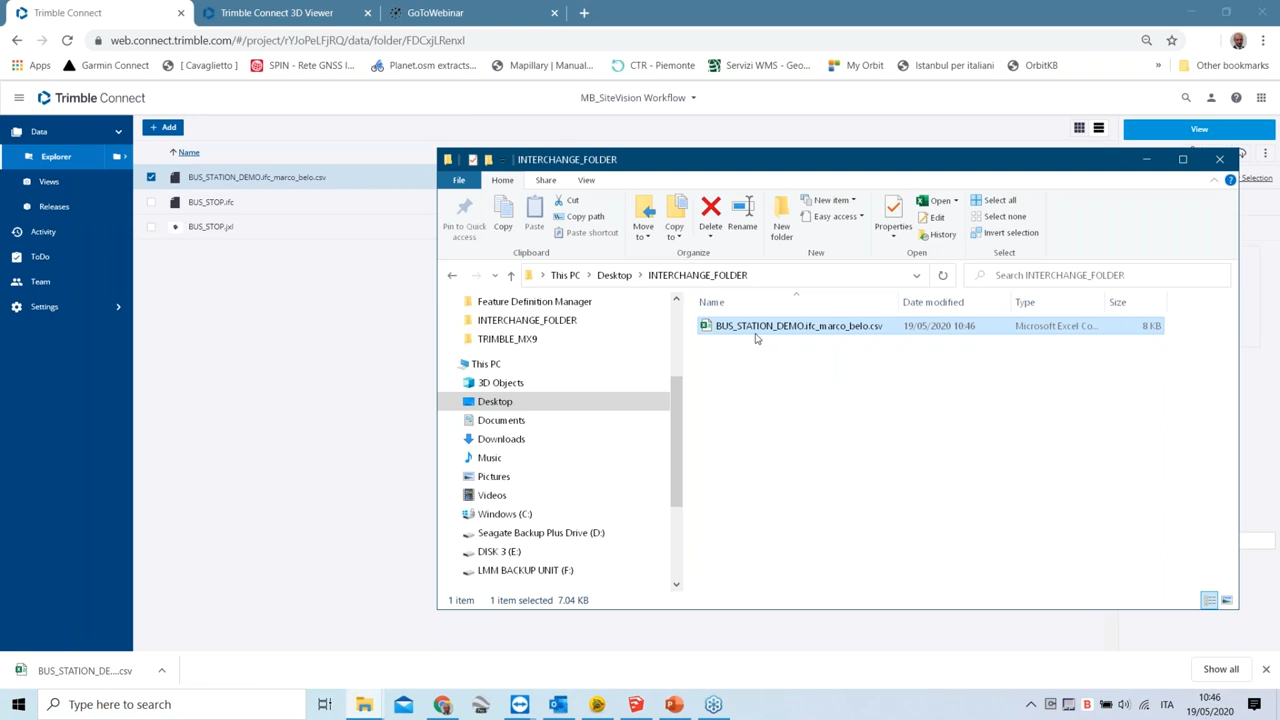 Trimble Connect
Trimble Connect 3D Viewer
GoToWebinar
web.connect.trimble.com/#/project/rYJoPeLFjRQ/data/folder/FDCxjLRenxI
Apps
Garmin Connect
[ Cavaglietto ]
SPIN - Rete GNSS I...
Planet.osm extracts...
Mapillary | Manual...
CTR - Piemonte
Servizi WMS - Geo...
My Orbit
Istanbul per italiani
OrbitKB
»
Other bookmarks
Trimble Connect
MB_SiteVision Workflow
Data
Explorer
Views
Releases
Activity
ToDo
Team
Settings
+ Add
View
Name
BUS_STATION_DEMO.ifc_marco_belo.csv
BUS_STOP.ifc
BUS_STOP.jxl
Selection
INTERCHANGE_FOLDER
File
Home
Share
View
Pin to Quick access
Copy
Paste
Cut
Copy path
Paste shortcut
Clipboard
Move to
Copy to
Delete
Rename
Organize
New folder
New item
Easy access
New
Properties
Open
Edit
History
Open
Select all
Select none
Invert selection
Select
This PC > Desktop > INTERCHANGE_FOLDER
Search INTERCHANGE_FOLDER
Feature Definition Manager
INTERCHANGE_FOLDER
TRIMBLE_MX9
This PC
3D Objects
Desktop
Documents
Downloads
Music
Pictures
Videos
Windows (C:)
Seagate Backup Plus Drive (D:)
DISK 3 (E:)
LMM BACKUP UNIT (F:)
Name
Date modified
Type
Size
BUS_STATION_DEMO.ifc_marco_belo.csv
19/05/2020 10:46
Microsoft Excel Co...
8 KB
1 item
1 item selected 7.04 KB
BUS_STATION_DE....csv
Show all
Type here to search
ITA
10:46
19/05/2020